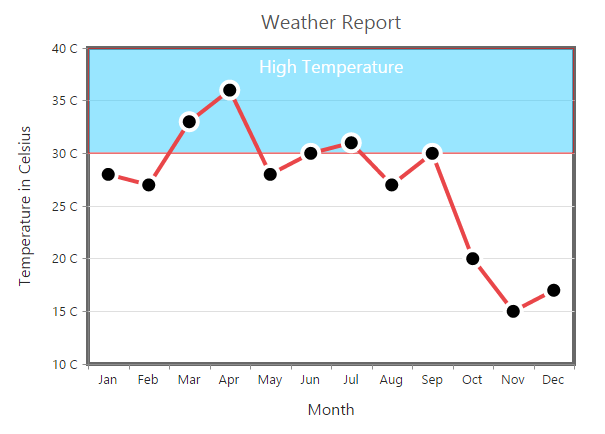 Weather Report
High Temperature
Temperature in Celsius
40 C
35 C
30 C
25 C
20 C
15 C
10 C
Jan Feb Mar Apr May Jun Jul Aug Sep Oct Nov Dec
Month